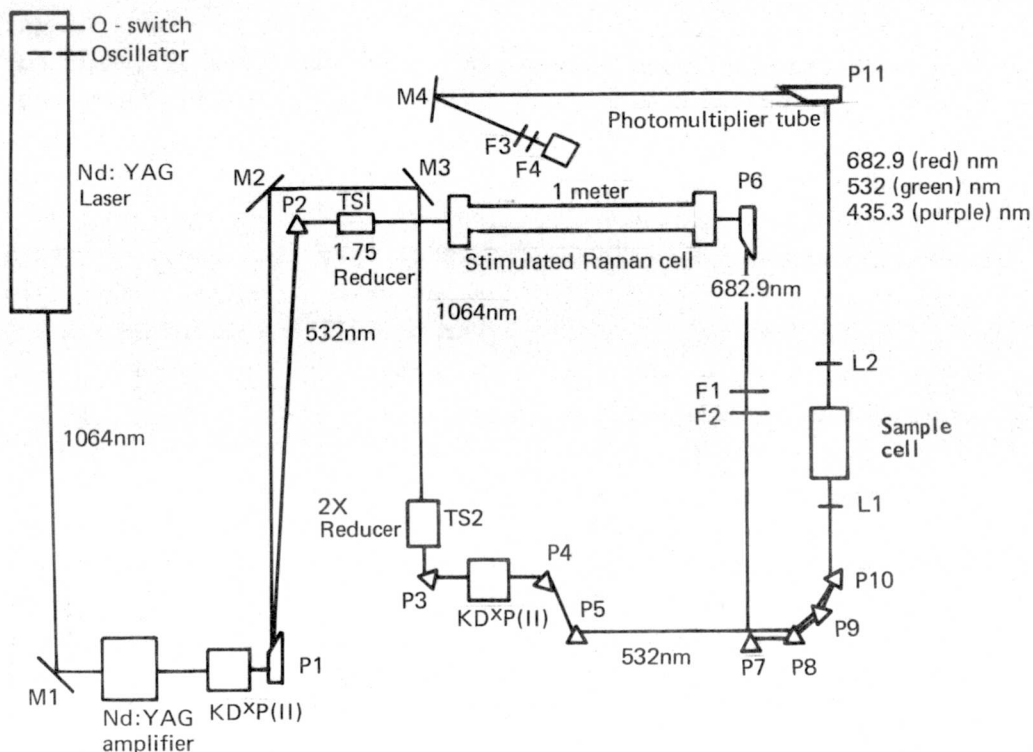 Q - switch
Oscillator
P11
M4
Photomultiplier tube
F3
F4
682.9 (red) nm
532 (green) nm
435.3 (purple) nm
Nd: YAG
Laser
M2
M3
P2
TS1
1 meter
P6
1.75
Reducer
Stimulated Raman cell
682.9nm
1064nm
532nm
L2
F1
F2
Sample
cell
1064nm
2X
Reducer
TS2
L1
P4
P10
P3
KDˣP(II)
P5
P9
532nm
P7
P8
P1
M1
Nd:YAG
amplifier
KDˣP(II)